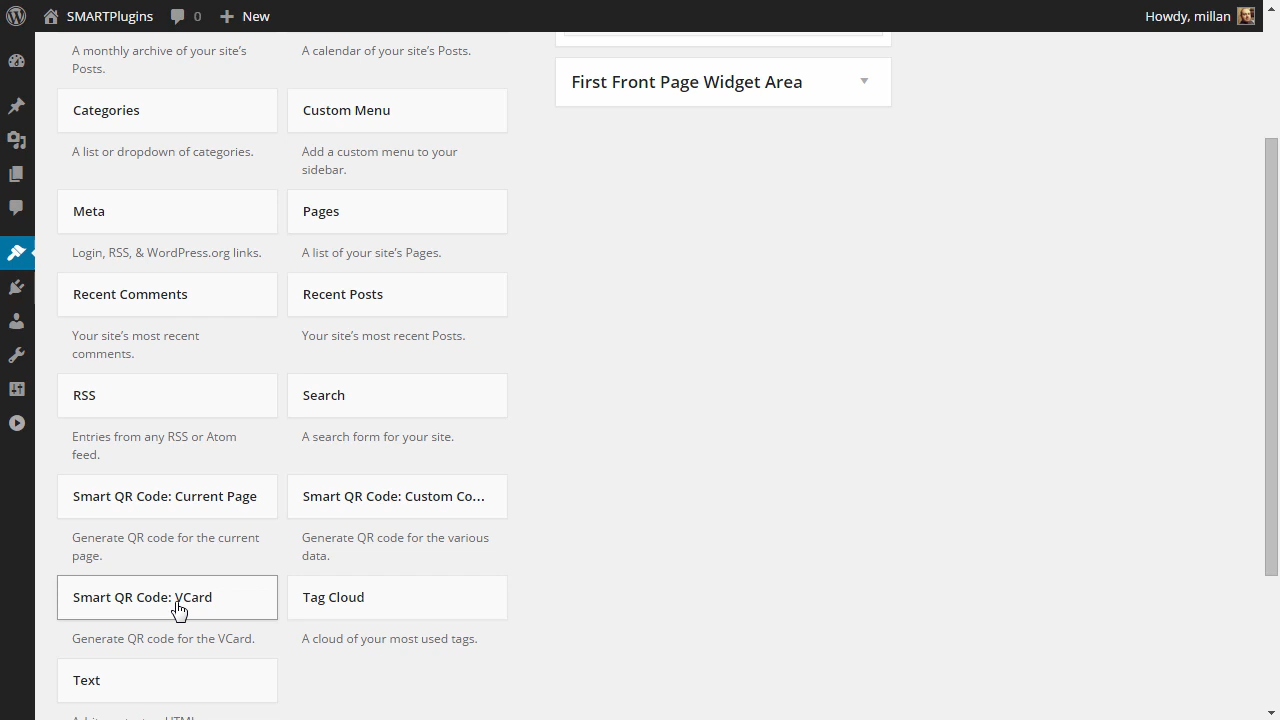 SMARTPlugins 0 New Howdy, millan
A monthly archive of your site's
Posts.
A calendar of your site's Posts.
First Front Page Widget Area
Categories
Custom Menu
A list or dropdown of categories.
Add a custom menu to your
sidebar.
Meta
Pages
Login, RSS, & WordPress.org links.
A list of your site's Pages.
Recent Comments
Recent Posts
Your site's most recent
comments.
Your site's most recent Posts.
RSS
Search
Entries from any RSS or Atom
feed.
A search form for your site.
Smart QR Code: Current Page
Smart QR Code: Custom Co...
Generate QR code for the current
page.
Generate QR code for the various
data.
Smart QR Code: VCard
Tag Cloud
Generate QR code for the VCard.
A cloud of your most used tags.
Text